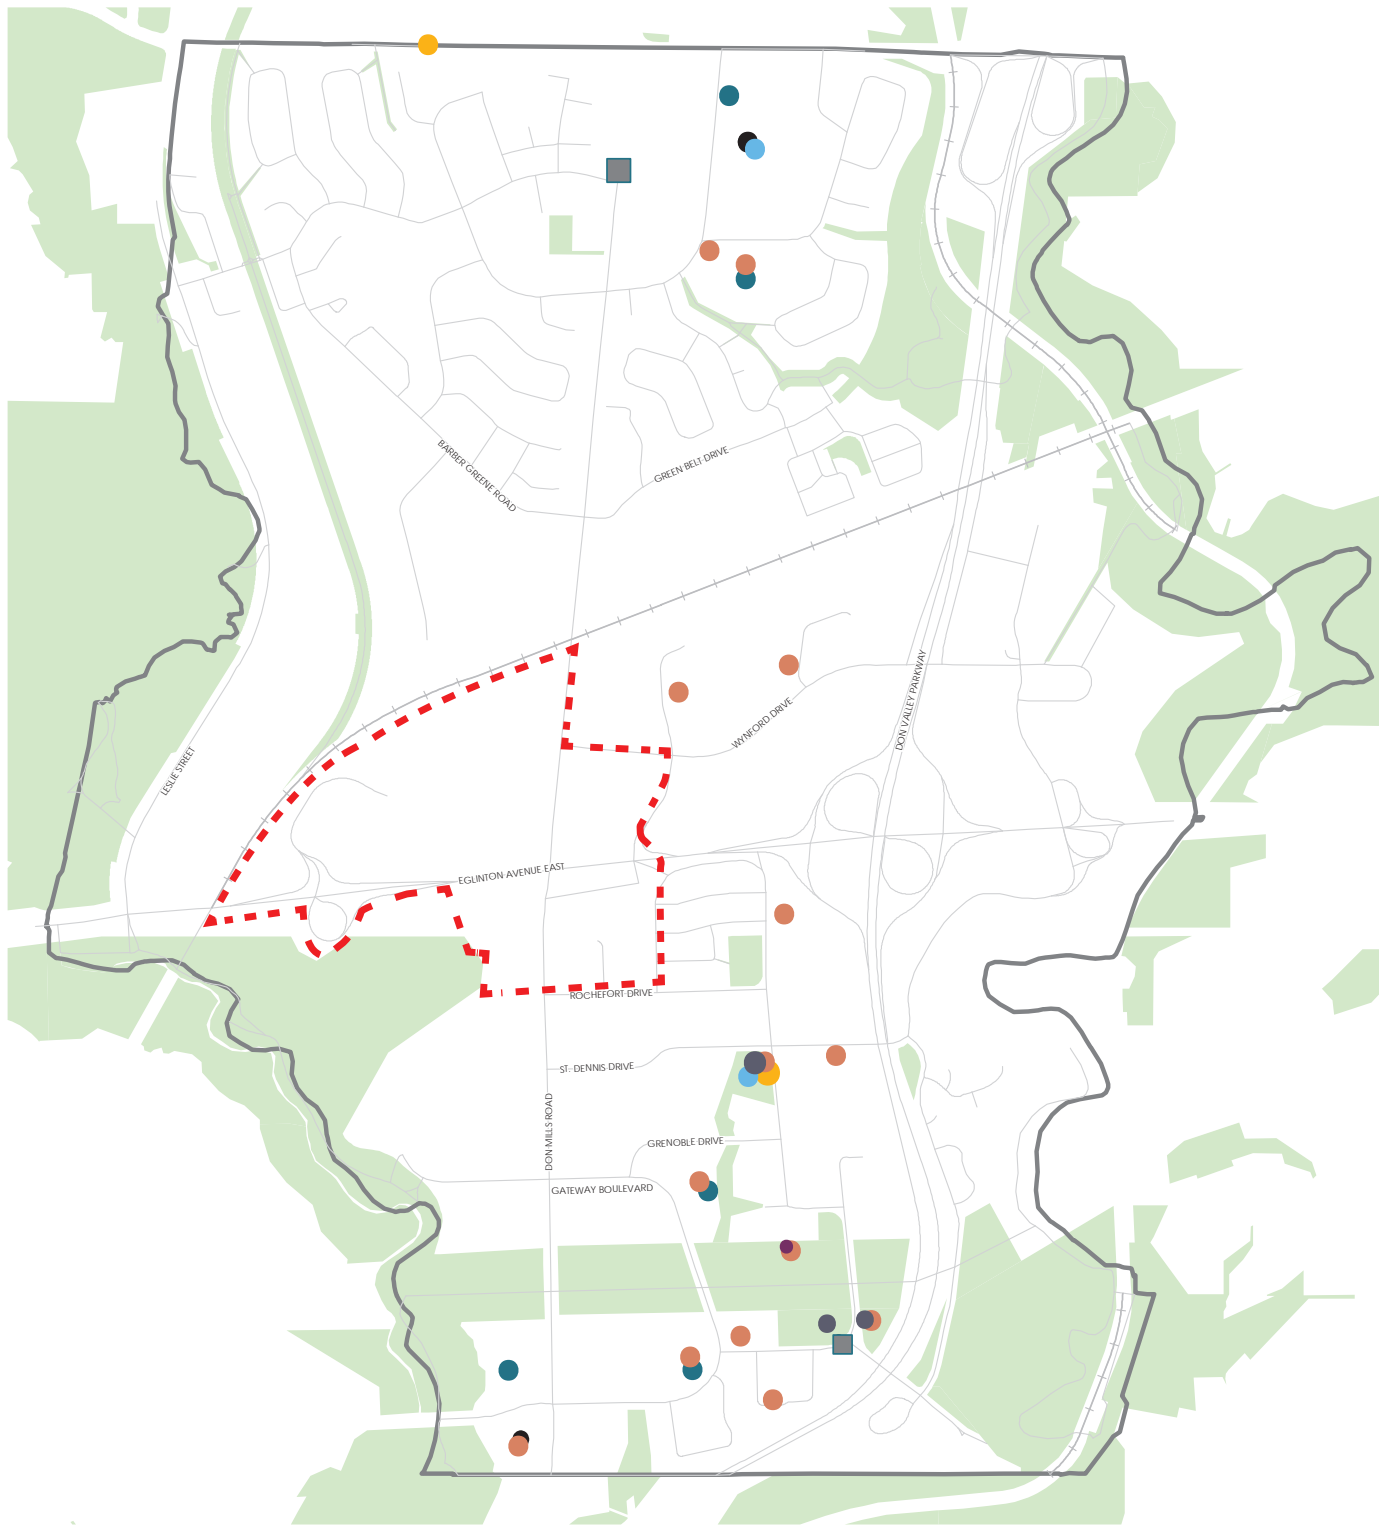 BARBER GREENE ROAD
GREEN BELT DRIVE
DON VALLEY PARKWAY
WYNFORD DRIVE
LESLIE STREET
EGLINTON AVENUE EAST
ROCHEFORT DRIVE
ST. DENNIS DRIVE
DON MILLS ROAD
GRENOBLE DRIVE
GATEWAY BOULEVARD